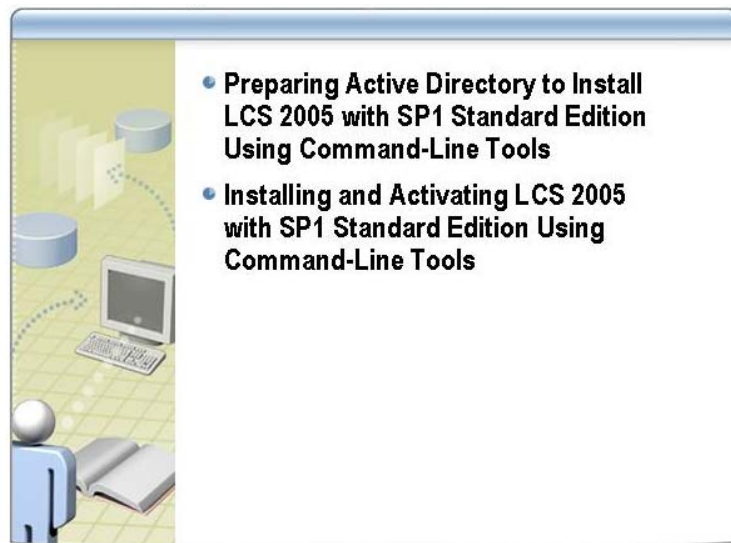 Preparing Active Directory to Install
LCS 2005 with SP1 Standard Edition
Using Command-Line Tools
Installing and Activating LCS 2005
with SP1 Standard Edition Using
Command-Line Tools